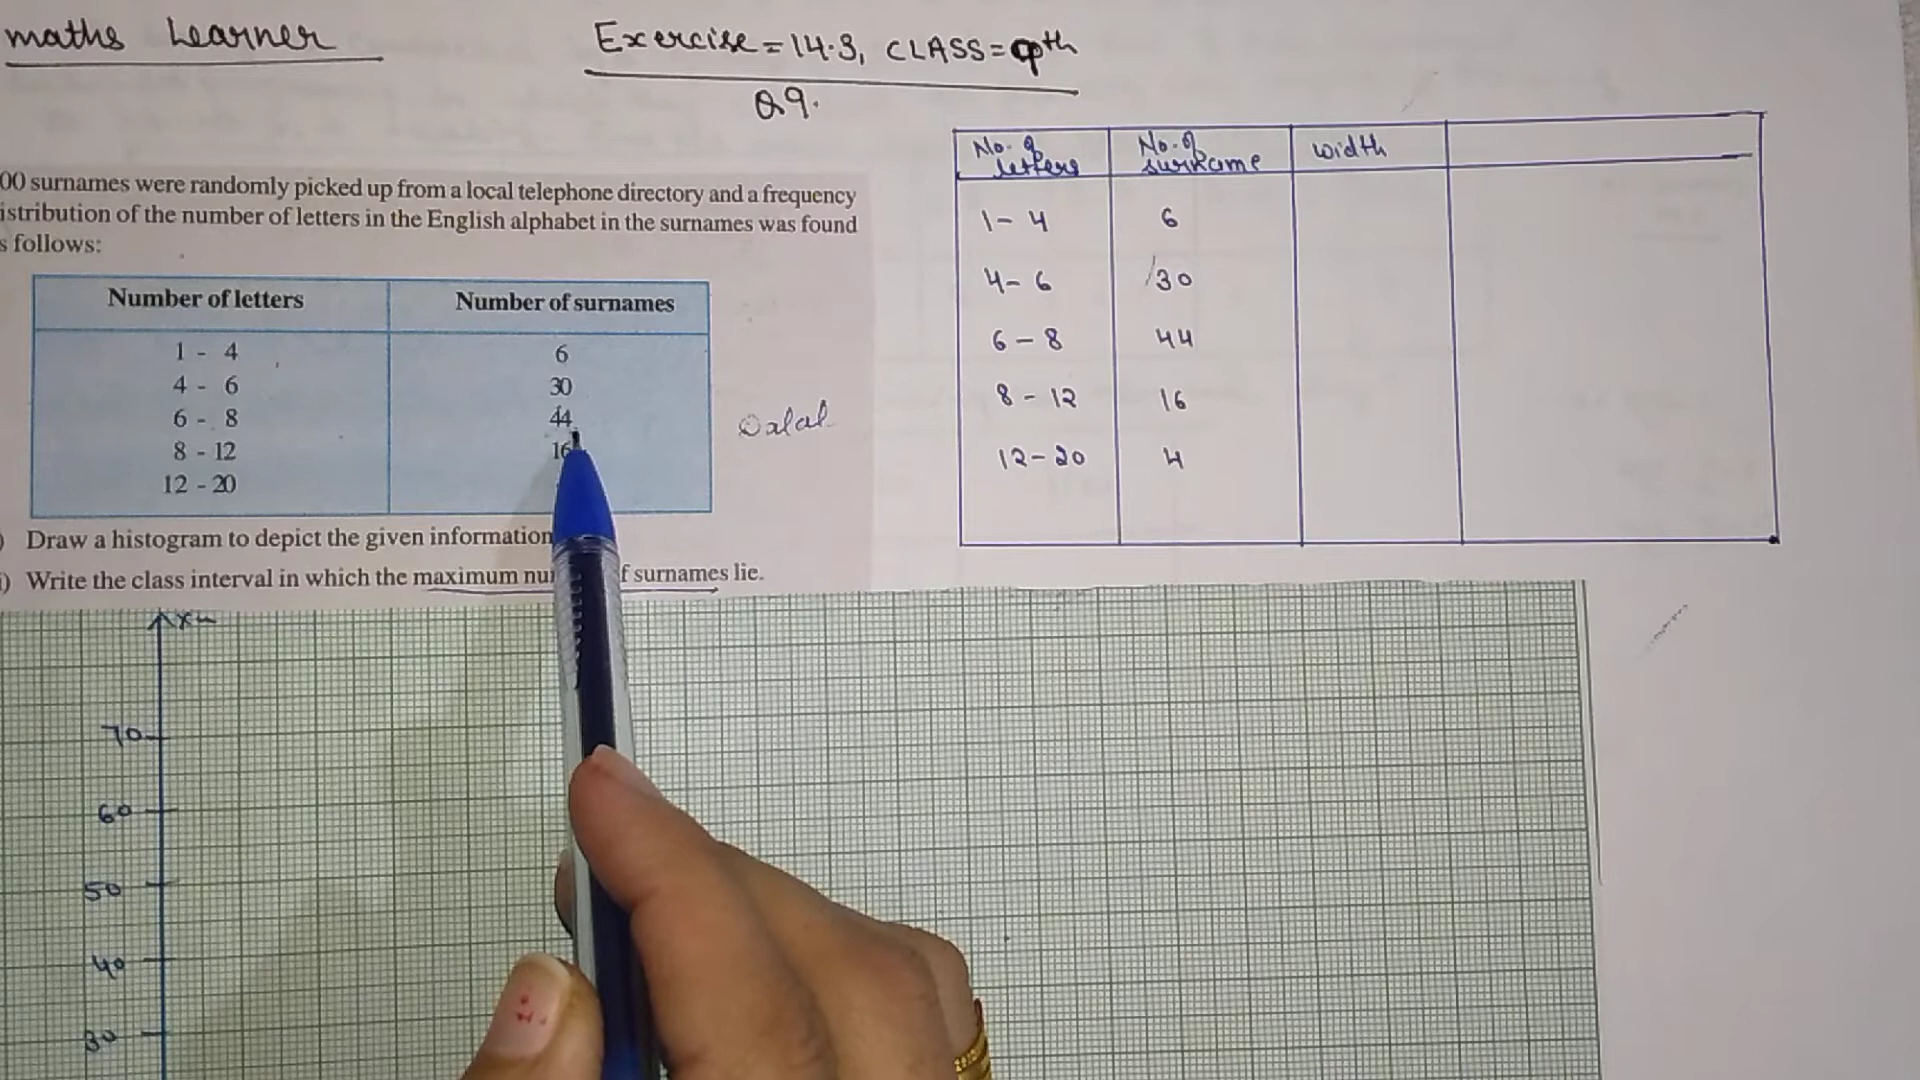 maths Learner
Exercise = 14.3, CLASS = 9th
Q9.
00 surnames were randomly picked up from a local telephone directory and a frequency
istribution of the number of letters in the English alphabet in the surnames was found
s follows:
Number of letters Number of surnames
1 - 4 6
4 - 6 30
6 - 8 44
8 - 12 16
12 - 20
) Draw a histogram to depict the given information
i) Write the class interval in which the maximum nu f surnames lie.
No. of letters No. of surname width
1 - 4 6
4 - 6 30
6 - 8 44
8 - 12 16
12 - 20 4
70
60
50
40
30